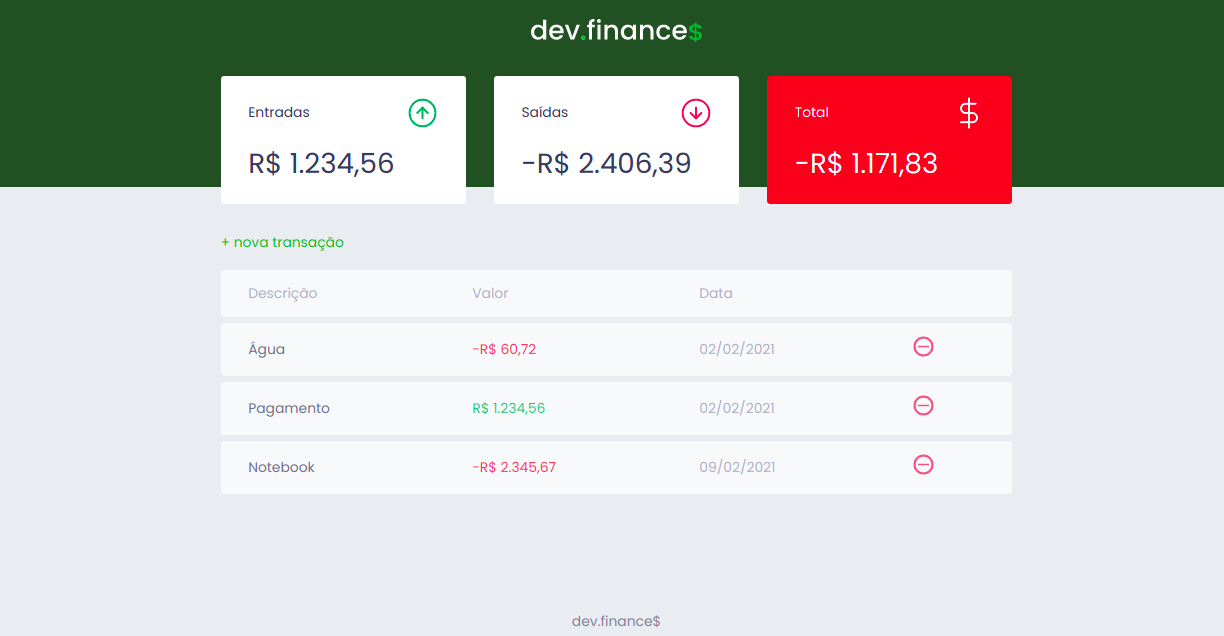 dev.finance$
Entradas
R$ 1.234,56
Saídas
-R$ 2.406,39
Total
$
-R$ 1.171,83
+ nova transação
Descrição Valor Data
Água -R$ 60,72 02/02/2021
Pagamento R$ 1.234,56 02/02/2021
Notebook -R$ 2.345,67 09/02/2021
dev.finance$